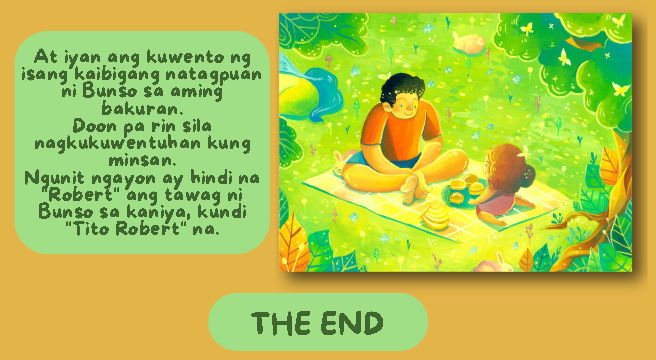 At iyan ang kuwento ng
isang kaibigang natagpuan
ni Bunso sa aming
bakuran.
Doon pa rin sila
nagkukuwentuhan kung
minsan.
Ngunit ngayon ay hindi na
"Robert" ang tawag ni
Bunso sa kaniya, kundi
"Tito Robert" na.
THE END